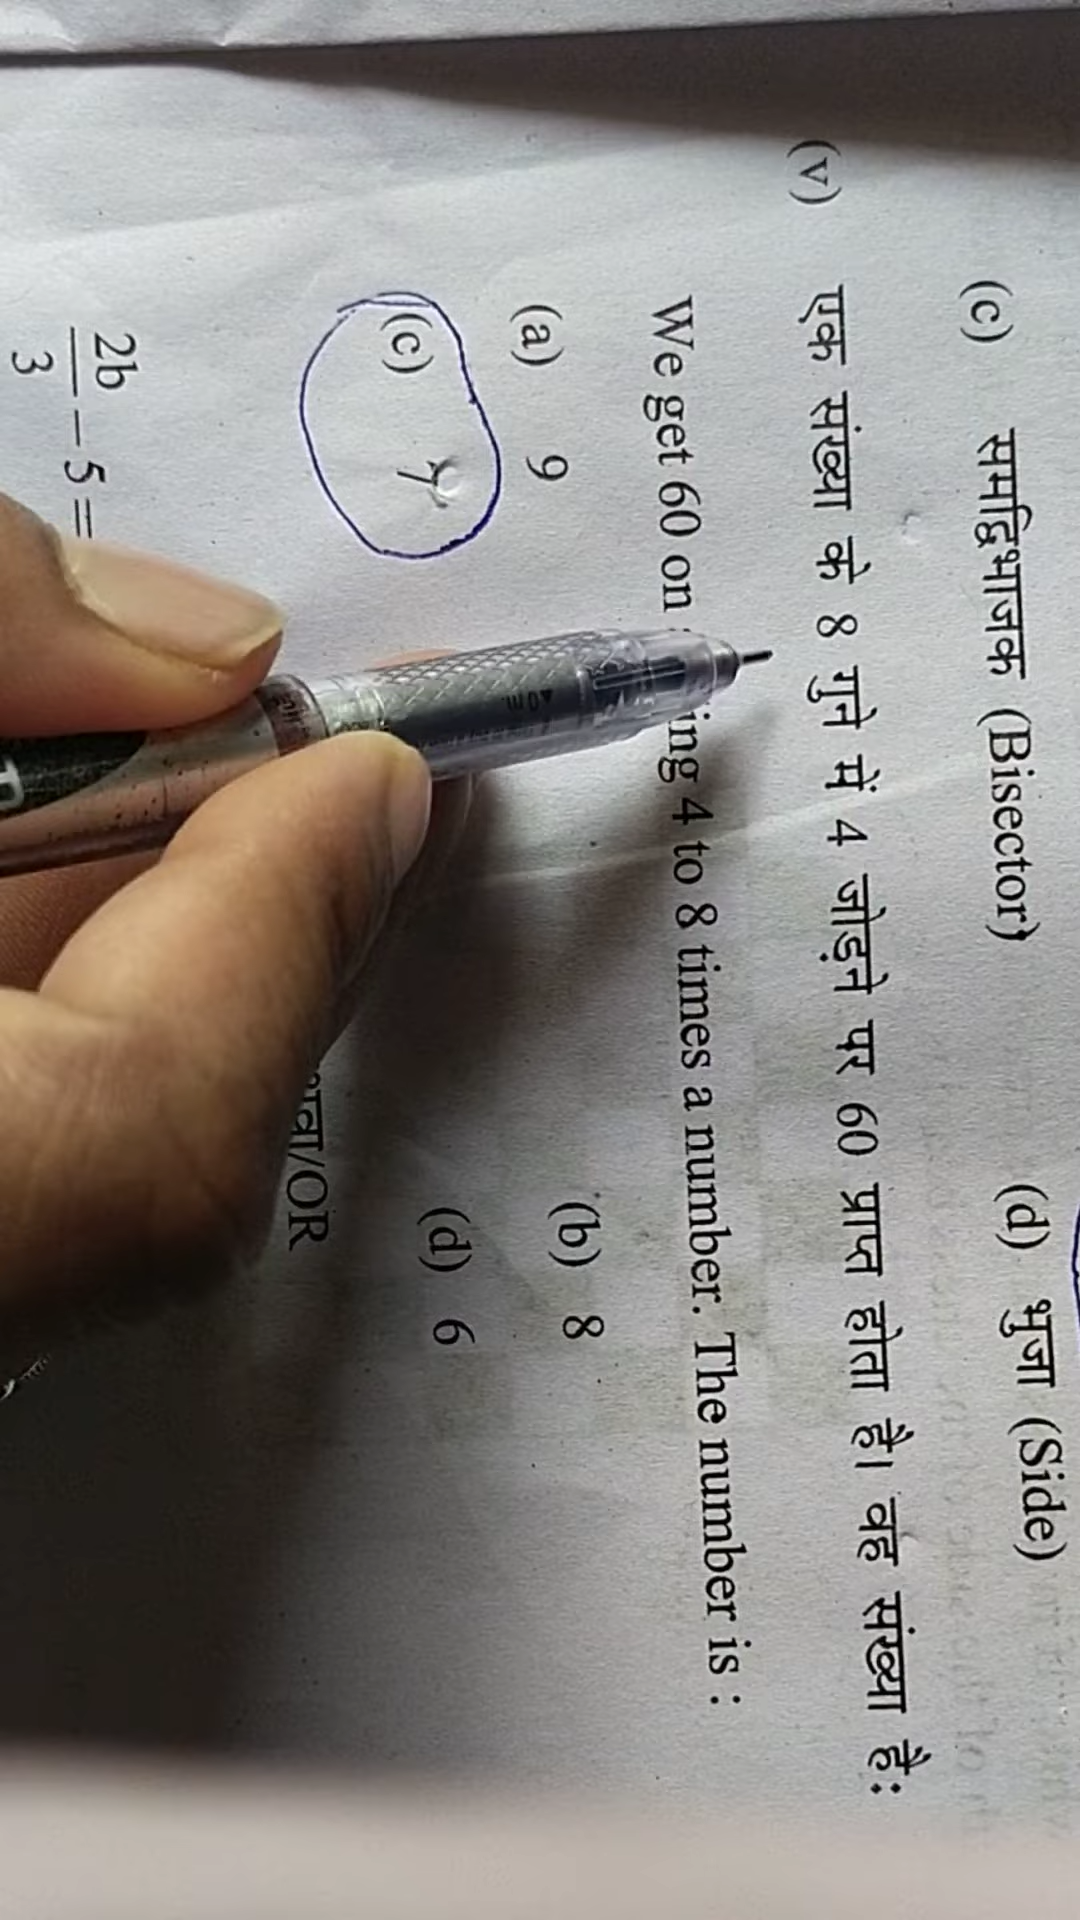 (c) समद्विभाजक (Bisector) (d) भुजा (Side)
(v) एक संख्या के 8 गुने में 4 जोड़ने पर 60 प्राप्त होता है। वह संख्या है:
We get 60 on ing 4 to 8 times a number. The number is :
(a) 9 (b) 8
(c) 7 (d) 6
/OR
2b/3 - 5 =